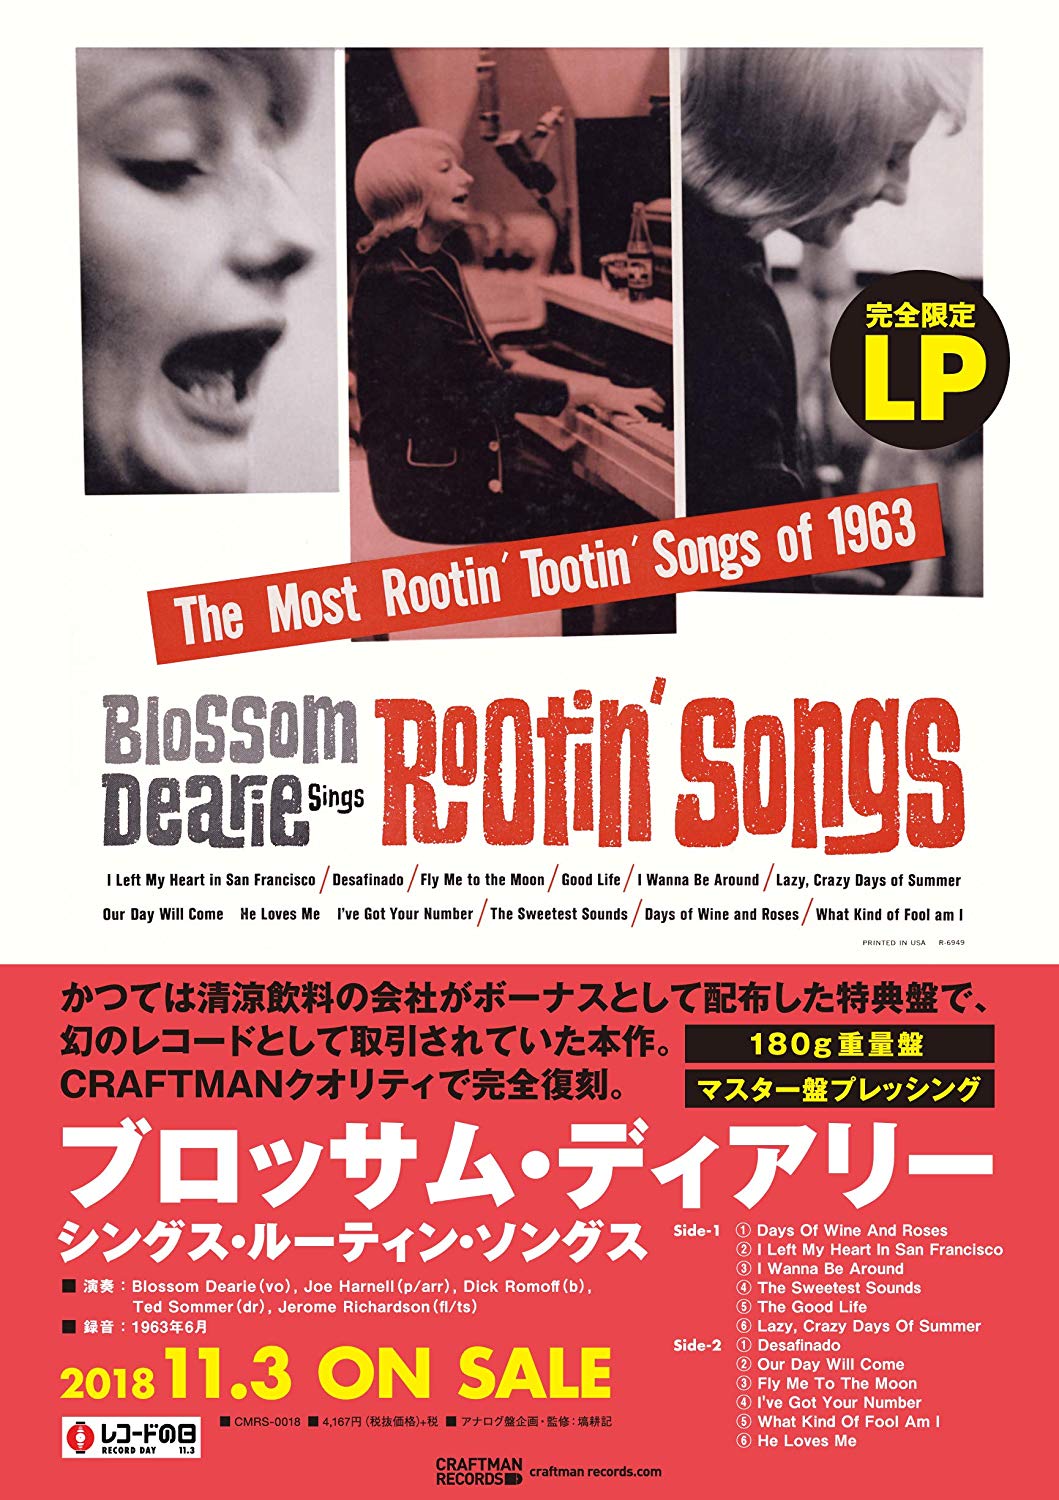 完全限定
LP
The Most Rootin' Tootin' Songs of 1963
Blossom
Dearie Sings
Rootin' Songs
I Left My Heart in San Francisco / Desafinado / Fly Me to the Moon / Good Life / I Wanna Be Around / Lazy, Crazy Days of Summer
Our Day Will Come He Loves Me I've Got Your Number / The Sweetest Sounds / Days of Wine and Roses / What Kind of Fool am I
PRINTED IN USA R-6949
かつては清涼飲料の会社がボーナスとして配布した特典盤で、
幻のレコードとして取引されていた本作。
CRAFTMANクオリティで完全復刻。
180g重量盤
マスター盤プレッシング
ブロッサム・ディアリー
シングス・ルーティン・ソングス
■ 演奏：Blossom Dearie(vo), Joe Harnell(p/arr), Dick Romoff(b),
Ted Sommer(dr), Jerome Richardson(fl/ts)
■ 録音：1963年6月
2018 11.3 ON SALE
■ CMRS-0018 ■ 4,167円（税抜価格）+税 ■ アナログ盤企画・監修：塙耕記
レコードの日
RECORD DAY 11.3
Side-1 ① Days Of Wine And Roses
② I Left My Heart In San Francisco
③ I Wanna Be Around
④ The Sweetest Sounds
⑤ The Good Life
⑥ Lazy, Crazy Days Of Summer
Side-2 ① Desafinado
② Our Day Will Come
③ Fly Me To The Moon
④ I've Got Your Number
⑤ What Kind Of Fool Am I
⑥ He Loves Me
CRAFTMAN
RECORDS craftman records.com